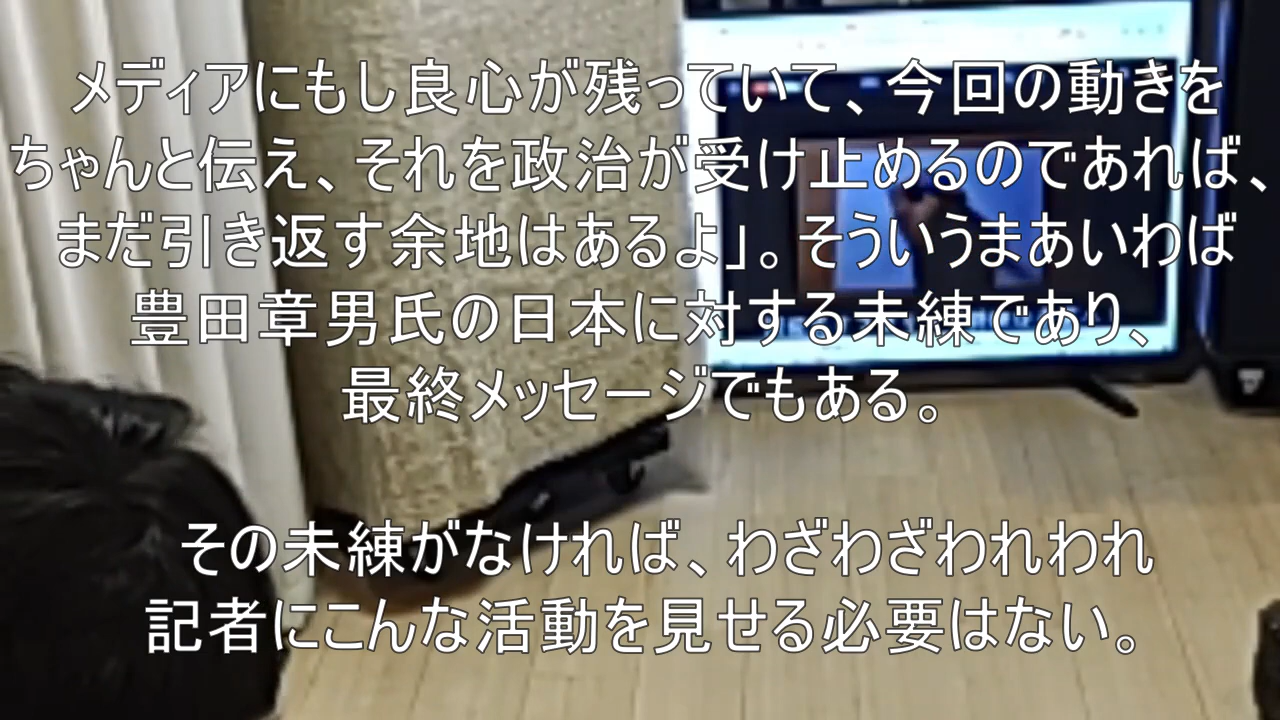 メディアにもし良心が残っていて、今回の動きを
ちゃんと伝え、それを政治が受け止めるのであれば、
まだ引き返す余地はあるよ」。そういうまあいわば
豊田章男氏の日本に対する未練であり、
最終メッセージでもある。
その未練がなければ、わざわざわれわれ
記者にこんな活動を見せる必要はない。